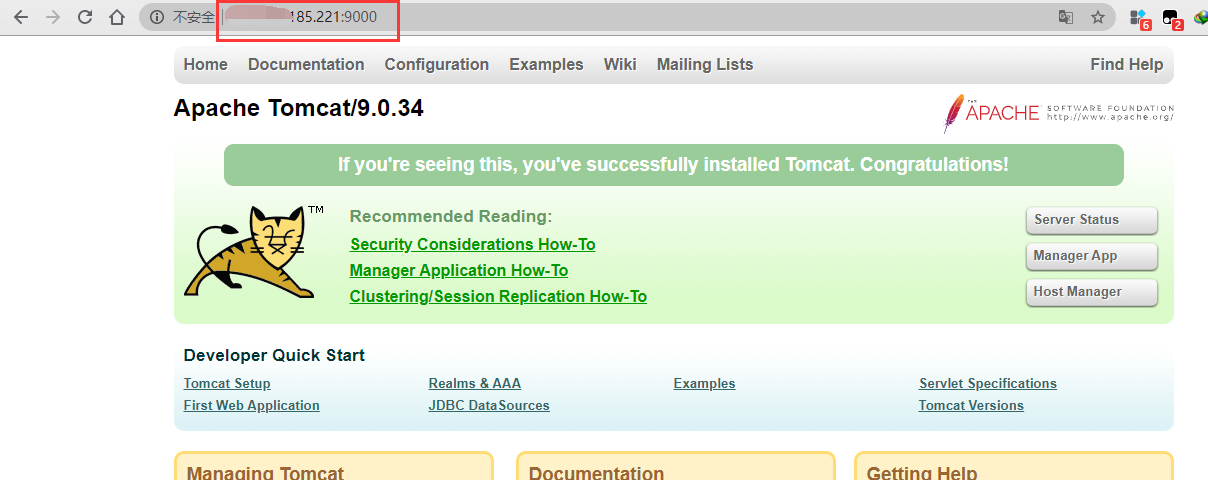 不安全 | 185.221:9000
6 2
Home Documentation Configuration Examples Wiki Mailing Lists Find Help
Apache Tomcat/9.0.34
THE APACHE SOFTWARE FOUNDATION
http://www.apache.org/
If you're seeing this, you've successfully installed Tomcat. Congratulations!
TM
Recommended Reading:
Security Considerations How-To
Manager Application How-To
Clustering/Session Replication How-To
Server Status
Manager App
Host Manager
Developer Quick Start
Tomcat Setup Realms & AAA Examples Servlet Specifications
First Web Application JDBC DataSources Tomcat Versions
Managing Tomcat Documentation Getting Help